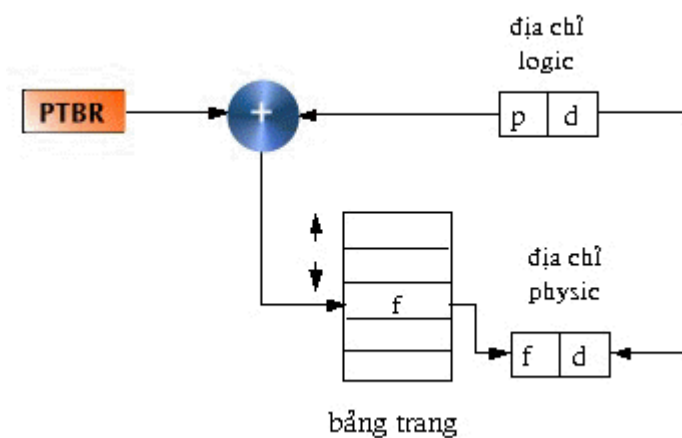 địa chỉ
logic
PTBR
+
p d
f
địa chỉ
physic
f d
bảng trang